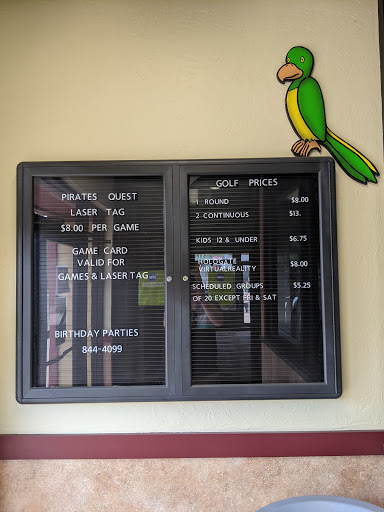 PIRATES QUEST
LASER TAG
$8.00 PER GAME
GAME CARD
VALID FOR
GAMES & LASER TAG
BIRTHDAY PARTIES
844-4099
GOLF PRICES
1 ROUND $8.00
2 CONTINUOUS $13.
KIDS 12 & UNDER $6.75
HOLOGATE
VIRTUALREALITY $8.00
SCHEDULED GROUPS $5.25
OF 20 EXCEPT FRI & SAT